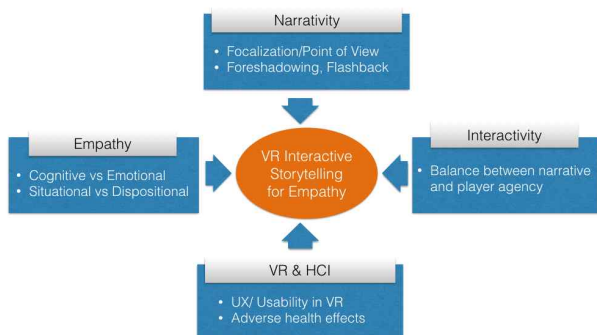 Narrativity
• Focalization/Point of View
• Foreshadowing, Flashback
Empathy
• Cognitive vs Emotional
• Situational vs Dispositional
VR Interactive
Storytelling
for Empathy
Interactivity
• Balance between narrative
and player agency
VR & HCI
• UX/ Usability in VR
• Adverse health effects